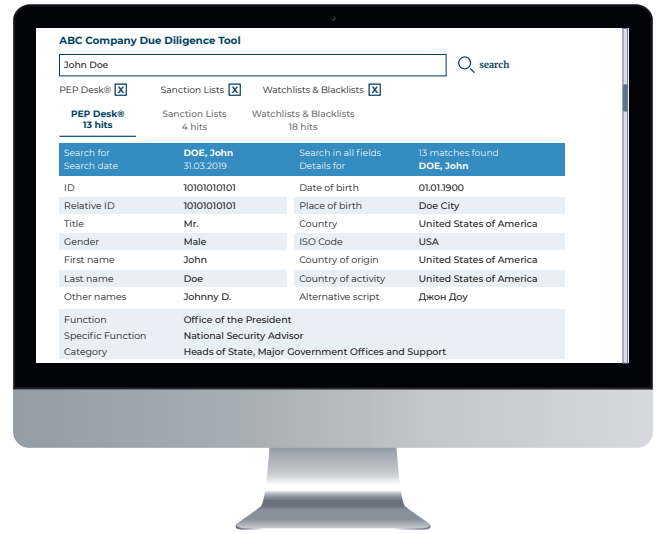 ABC Company Due Diligence Tool
John Doe
search
PEP Desk® X Sanction Lists X Watchlists & Blacklists X
PEP Desk® Sanction Lists Watchlists & Blacklists
13 hits 4 hits 18 hits
Search for DOE, John Search in all fields 13 matches found
Search date 31.03.2019 Details for DOE, John
ID 10101010101 Date of birth 01.01.1900
Relative ID 10101010101 Place of birth Doe City
Title Mr. Country United States of America
Gender Male ISO Code USA
First name John Country of origin United States of America
Last name Doe Country of activity United States of America
Other names Johnny D. Alternative script Джон Доу
Function Office of the President
Specific Function National Security Advisor
Category Heads of State, Major Government Offices and Support